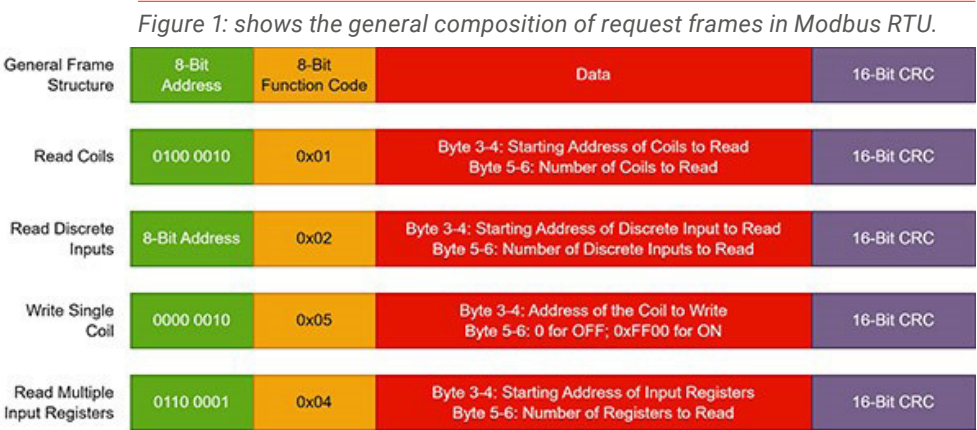 Figure 1: shows the general composition of request frames in Modbus RTU.
General Frame
Structure
8-Bit
Address
8-Bit
Function Code
Data
16-Bit CRC
Read Coils
0100 0010
0x01
Byte 3-4: Starting Address of Coils to Read
Byte 5-6: Number of Coils to Read
16-Bit CRC
Read Discrete
Inputs
8-Bit Address
0x02
Byte 3-4: Starting Address of Discrete Input to Read
Byte 5-6: Number of Discrete Inputs to Read
16-Bit CRC
Write Single
Coil
0000 0010
0x05
Byte 3-4: Address of the Coil to Write
Byte 5-6: 0 for OFF; 0xFF00 for ON
16-Bit CRC
Read Multiple
Input Registers
0110 0001
0x04
Byte 3-4: Starting Address of Input Registers
Byte 5-6: Number of Registers to Read
16-Bit CRC